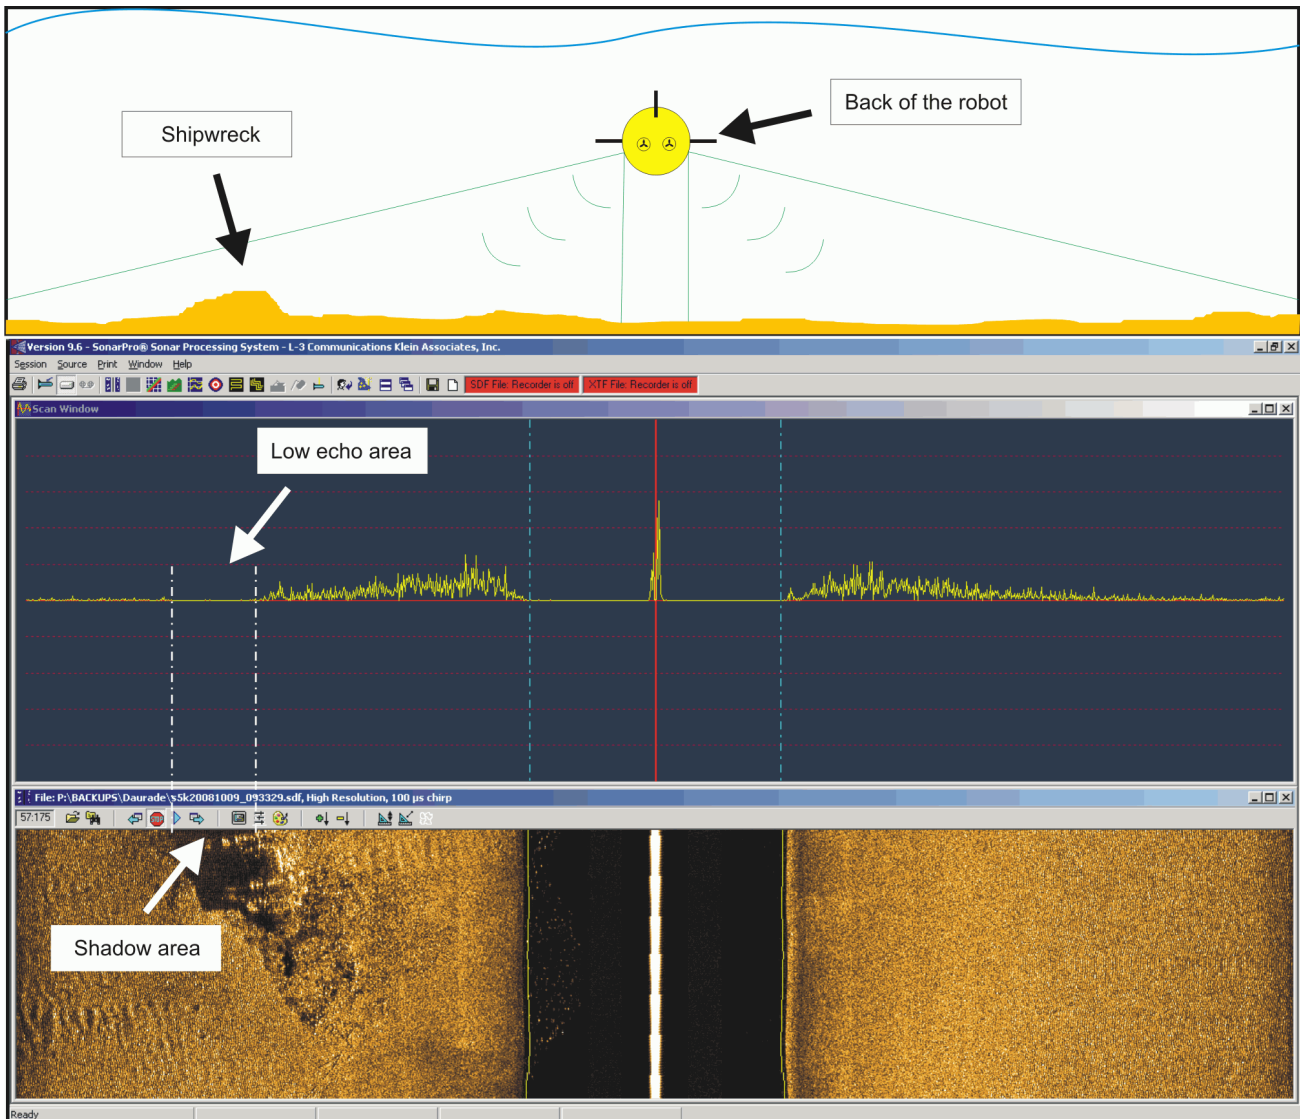 Back of the robot
Shipwreck
Version 9.6 - SonarPro® Sonar Processing System - L-3 Communications Klein Associates, Inc.
Session Source Print Window Help
SDF File: Recorder is off XTF File: Recorder is off
Scan Window
Low echo area
File: P:\BACKUPS\Daurade\s5k20081009_093329.sdf, High Resolution, 100 µs chirp
57:175
Shadow area
Ready